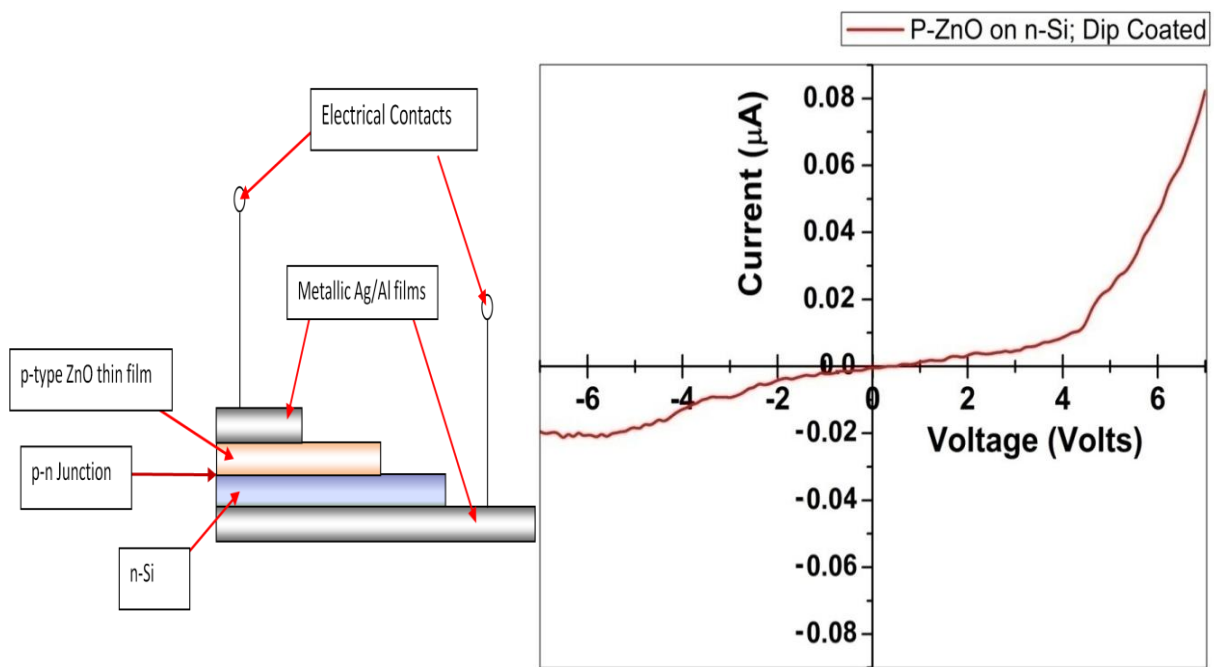 Electrical Contacts
Metallic Ag/Al films
p-type ZnO thin film
p-n Junction
n-Si
P-ZnO on n-Si; Dip Coated
Current (μA)
0.08
0.06
0.04
0.02
0.0
-0.02
-0.04
-0.06
-0.08
-6
-4
-2
0
2
4
6
Voltage (Volts)